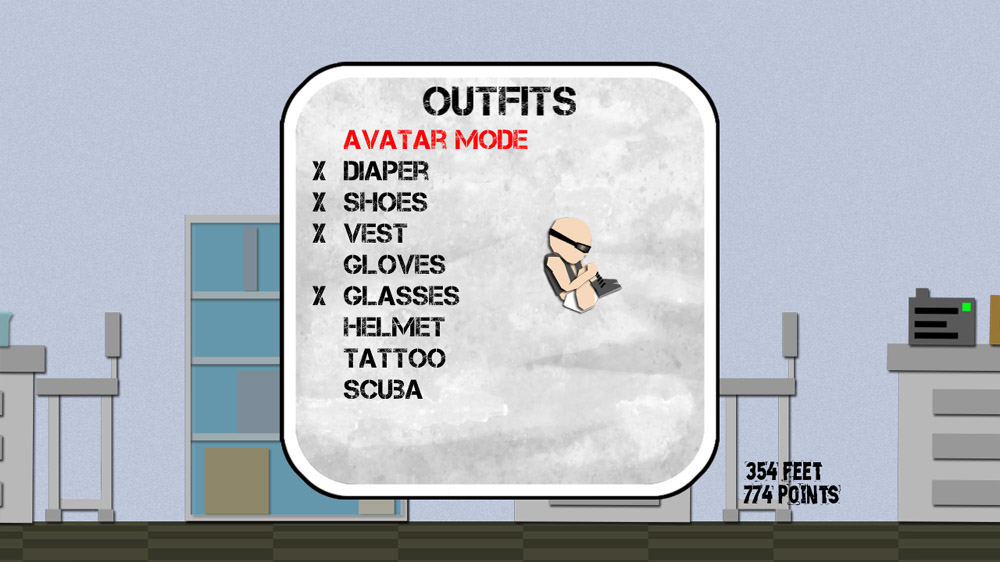 OUTFITS
AVATAR MODE
X DIAPER
X SHOES
X VEST
GLOVES
X GLASSES
HELMET
TATTOO
SCUBA
354 FEET
774 POINTS